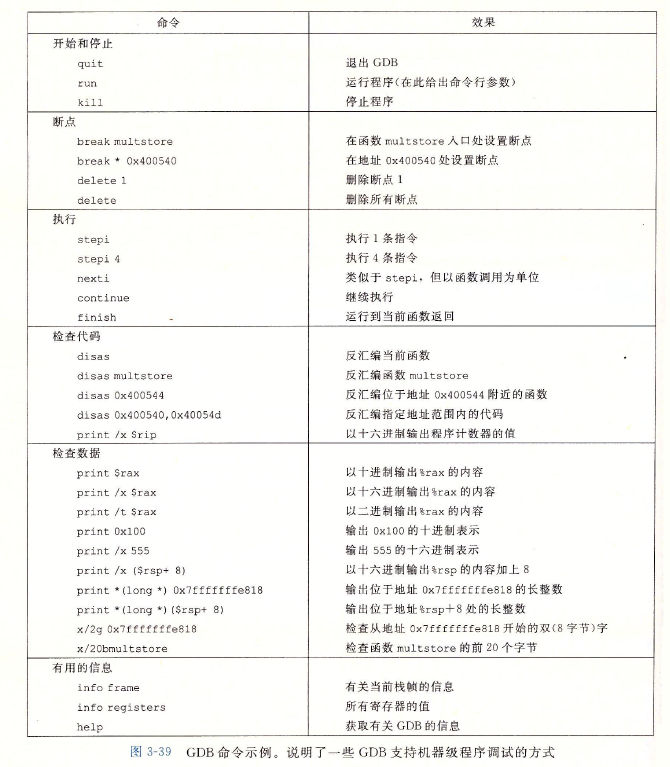 命令 效果
开始和停止
quit 退出 GDB
run 运行程序(在此给出命令行参数)
kill 停止程序
断点
break multstore 在函数 multstore 入口处设置断点
break * 0x400540 在地址 0x400540 处设置断点
delete 1 删除断点 1
delete 删除所有断点
执行
stepi 执行 1 条指令
stepi 4 执行 4 条指令
nexti 类似于 stepi，但以函数调用为单位
continue 继续执行
finish 运行到当前函数返回
检查代码
disas 反汇编当前函数
disas multstore 反汇编函数 multstore
disas 0x400544 反汇编位于地址 0x400544 附近的函数
disas 0x400540,0x40054d 反汇编指定地址范围内的代码
print /x $rip 以十六进制输出程序计数器的值
检查数据
print $rax 以十进制输出%rax 的内容
print /x $rax 以十六进制输出%rax 的内容
print /t $rax 以二进制输出%rax 的内容
print 0x100 输出 0x100 的十进制表示
print /x 555 输出 555 的十六进制表示
print /x ($rsp+ 8) 以十六进制输出%rsp 的内容加上 8
print *(long *) 0x7fffffffe818 输出位于地址 0x7fffffffe818 的长整数
print *(long *)($rsp+ 8) 输出位于地址%rsp+8 处的长整数
x/2g 0x7fffffffe818 检查从地址 0x7fffffffe818 开始的双(8 字节)字
x/20bmultstore 检查函数 multstore 的前 20 个字节
有用的信息
info frame 有关当前栈帧的信息
info registers 所有寄存器的值
help 获取有关 GDB 的信息
图 3-39 GDB 命令示例。说明了一些 GDB 支持机器级程序调试的方式